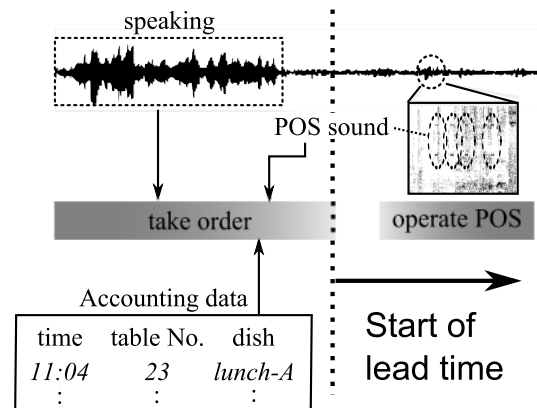 speaking
POS sound
take order
operate POS
Accounting data
time table No. dish
11:04 23 lunch-A
: : :
Start of
lead time